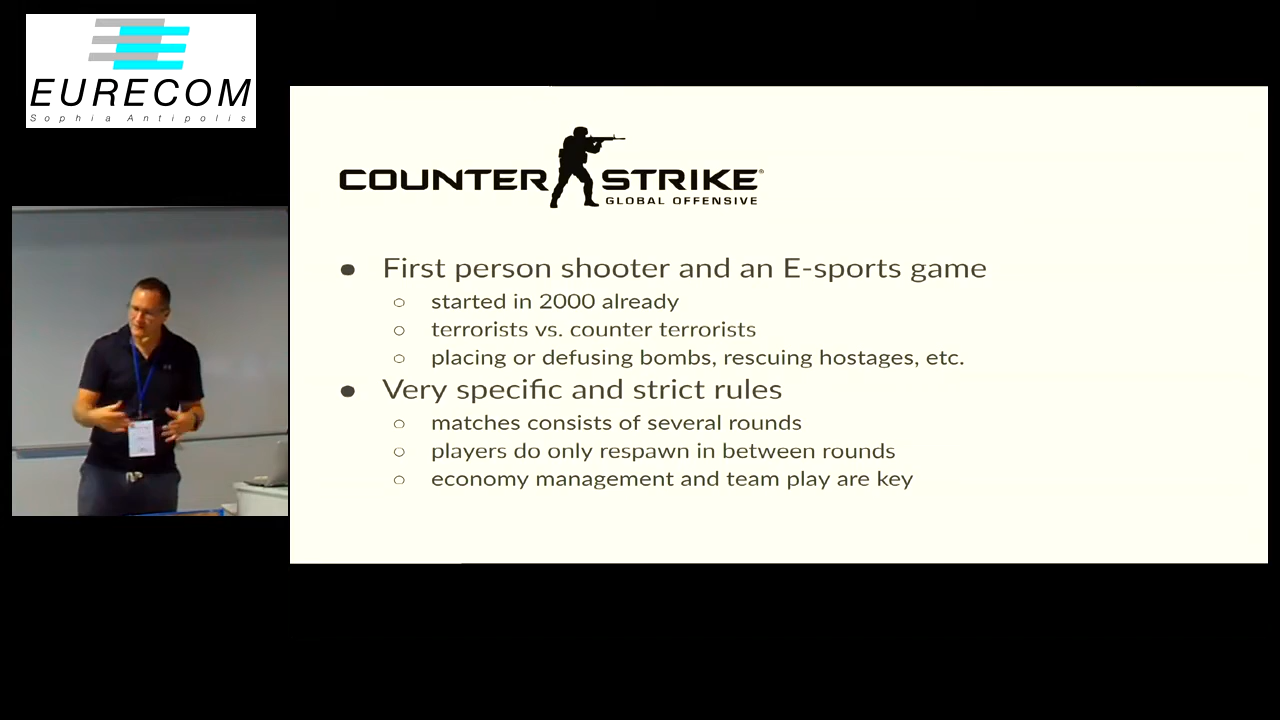 EURECOM
Sophia Antipolis
COUNTER STRIKE
GLOBAL OFFENSIVE
● First person shooter and an E-sports game
○ started in 2000 already
○ terrorists vs. counter terrorists
○ placing or defusing bombs, rescuing hostages, etc.
● Very specific and strict rules
○ matches consists of several rounds
○ players do only respawn in between rounds
○ economy management and team play are key